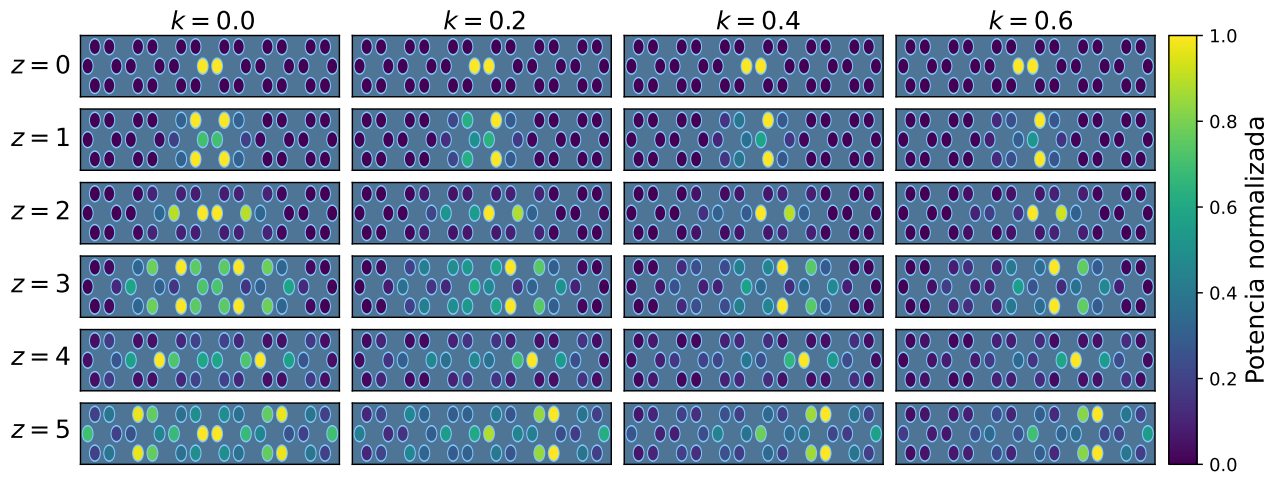 k = 0.0 k = 0.2 k = 0.4 k = 0.6
z = 0
z = 1
z = 2
z = 3
z = 4
z = 5
1.0
0.8
0.6
0.4
0.2
0.0
Potencia normalizada